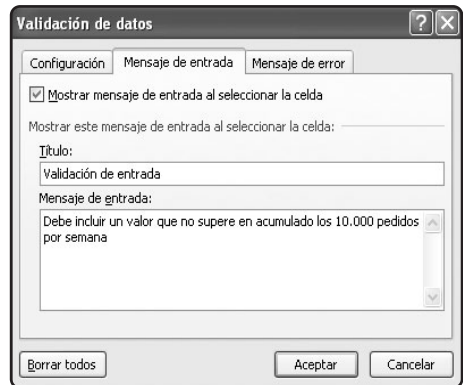 Validación de datos
Configuración Mensaje de entrada Mensaje de error
Mostrar mensaje de entrada al seleccionar la celda
Mostrar este mensaje de entrada al seleccionar la celda:
Título:
Validación de entrada
Mensaje de entrada:
Debe incluir un valor que no supere en acumulado los 10.000 pedidos
por semana
Borrar todos Aceptar Cancelar